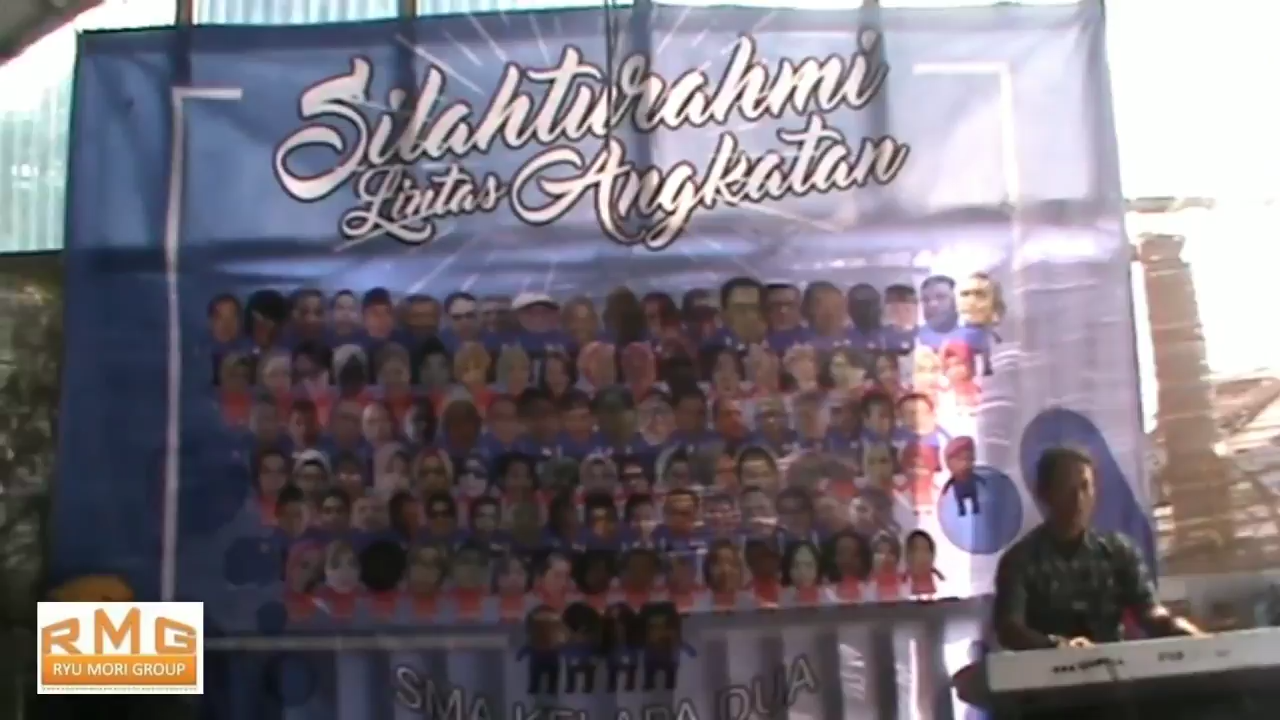 Silahturahmi
Lintas Angkatan
SMA KELAPA DUA
RMG
RYU MORI GROUP